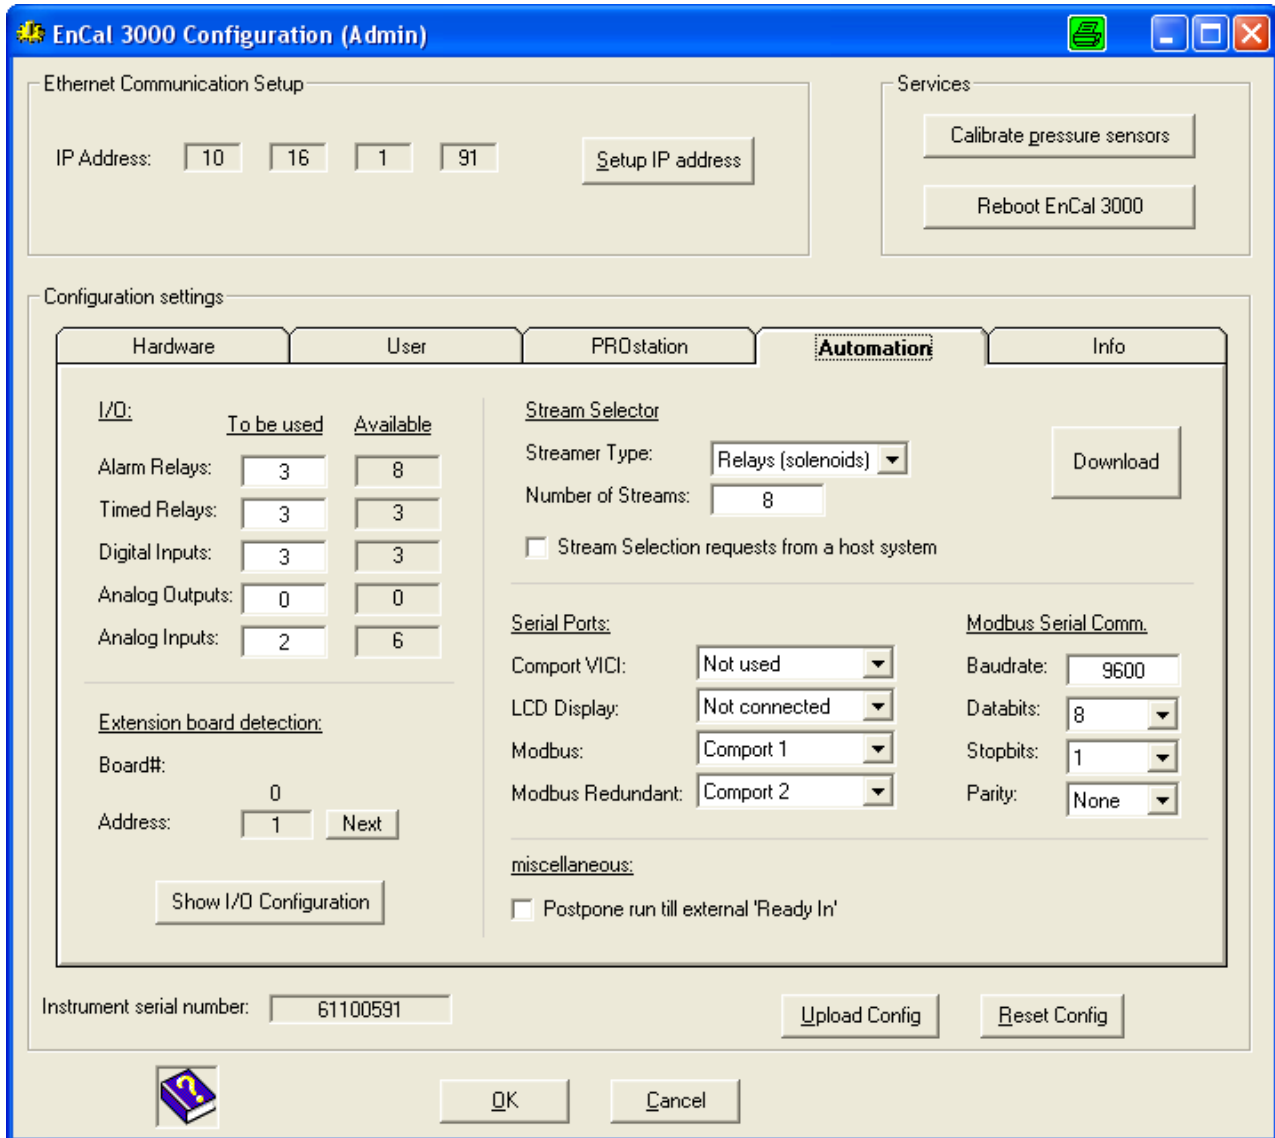 EnCal 3000 Configuration (Admin)
Ethernet Communication Setup
IP Address: 10 16 1 91 Setup IP address
Services
Calibrate pressure sensors
Reboot EnCal 3000
Configuration settings
Hardware User PROstation Automation Info
I/O:
To be used Available
Alarm Relays: 3 8
Timed Relays: 3 3
Digital Inputs: 3 3
Analog Outputs: 0 0
Analog Inputs: 2 6
Extension board detection:
Board#:
0
Address: 1 Next
Show I/O Configuration
Stream Selector
Streamer Type: Relays (solenoids)
Number of Streams: 8
Download
Stream Selection requests from a host system
Serial Ports:
Comport VICI: Not used
LCD Display: Not connected
Modbus: Comport 1
Modbus Redundant: Comport 2
Modbus Serial Comm.
Baudrate: 9600
Databits: 8
Stopbits: 1
Parity: None
miscellaneous:
Postpone run till external 'Ready In'
Instrument serial number: 61100591
Upload Config Reset Config
?
OK Cancel